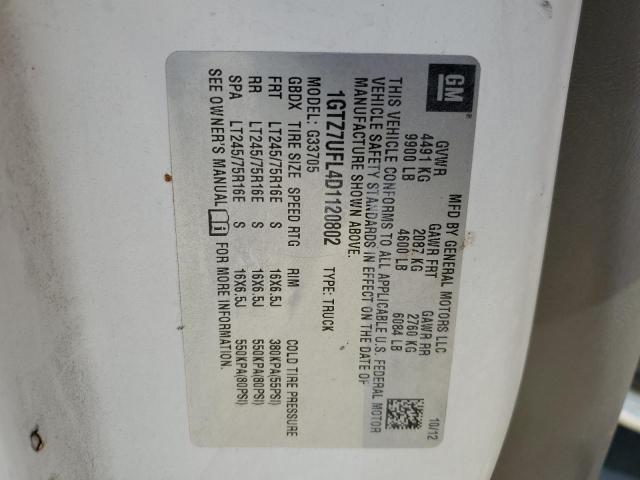 GM
MFD BY GENERAL MOTORS LLC
10/12
GVWR GAWR FRT GAWR RR
4491 KG 2087 KG 2760 KG
9900 LB 4600 LB 6084 LB
THIS VEHICLE CONFORMS TO ALL APPLICABLE U.S. FEDERAL MOTOR
VEHICLE SAFETY STANDARDS IN EFFECT ON THE DATE OF
MANUFACTURE SHOWN ABOVE.
1GTZ7UFL4D1120802 TYPE: TRUCK
MODEL: G33705
GBDX TIRE SIZE SPEED RTG RIM COLD TIRE PRESSURE
FRT LT245/75R16E S 16X6.5J 380KPA(55PSI)
RR LT245/75R16E S 16X6.5J 550KPA(80PSI)
SPA LT245/75R16E S 16X6.5J 550KPA(80PSI)
SEE OWNER'S MANUAL FOR MORE INFORMATION.